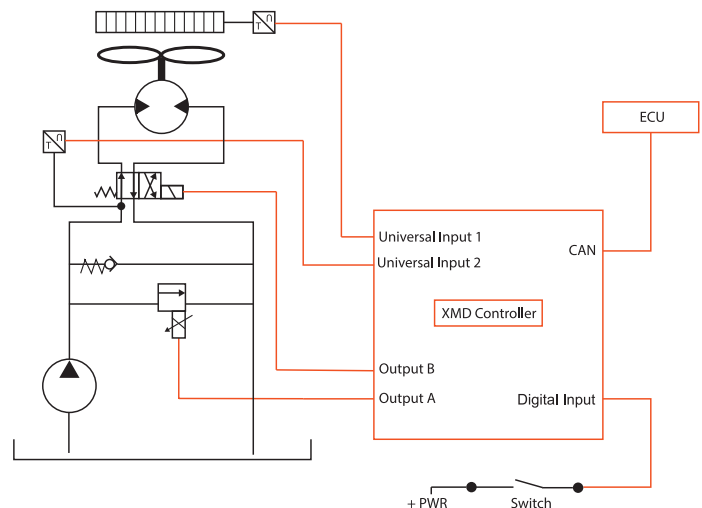 T
U
ECU
T
U
Universal Input 1
CAN
Universal Input 2
XMD Controller
Output B
Output A
Digital Input
+ PWR
Switch